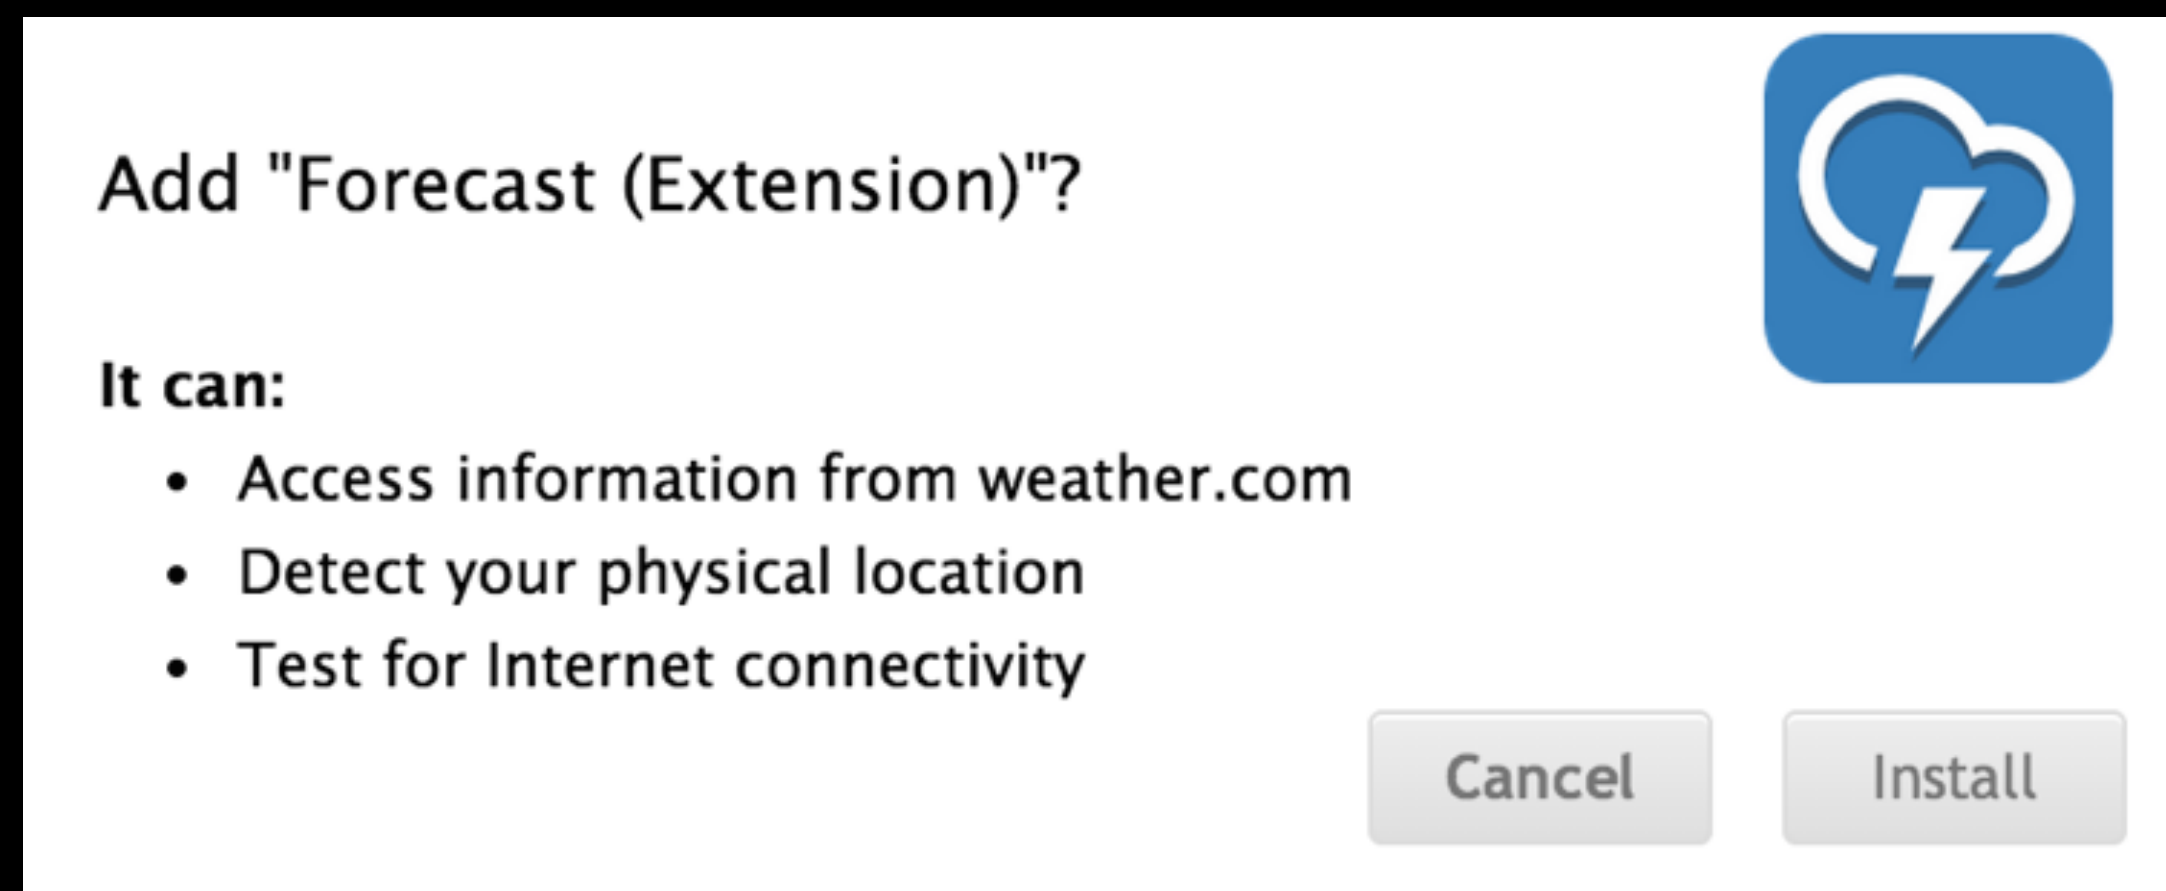 Add "Forecast (Extension)"?
It can:
• Access information from weather.com
• Detect your physical location
• Test for Internet connectivity
Cancel Install